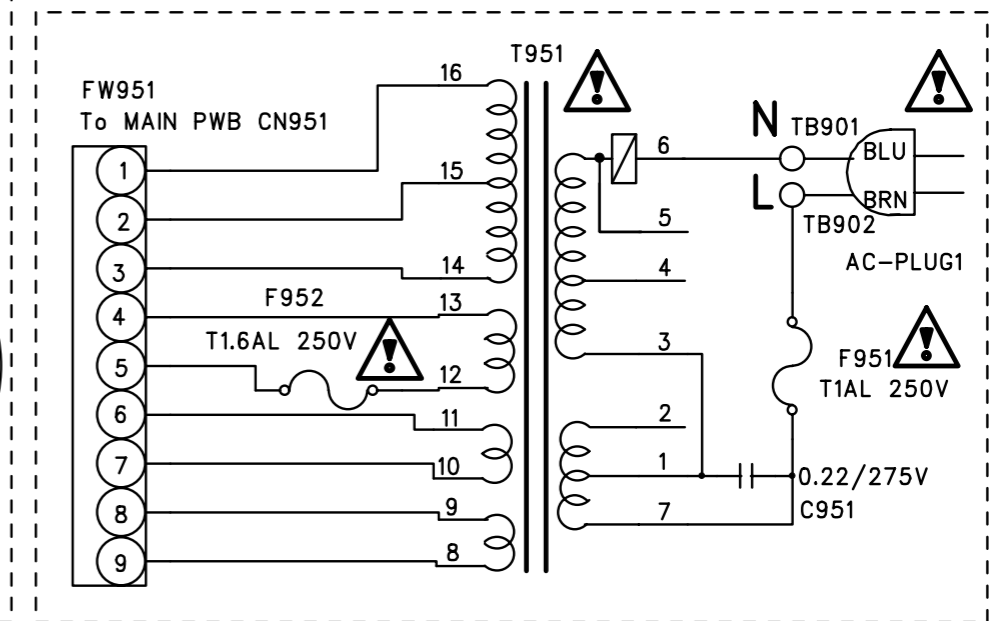 T951
FW951
To MAIN PWB CN951
16
15
14
13
12
11
10
9
8
1
2
3
4
5
6
7
8
9
F952
T1.6AL 250V
6
5
4
3
2
1
7
N TB901
L TB902
BLU
BRN
AC-PLUG1
F951
T1AL 250V
0.22/275V
C951